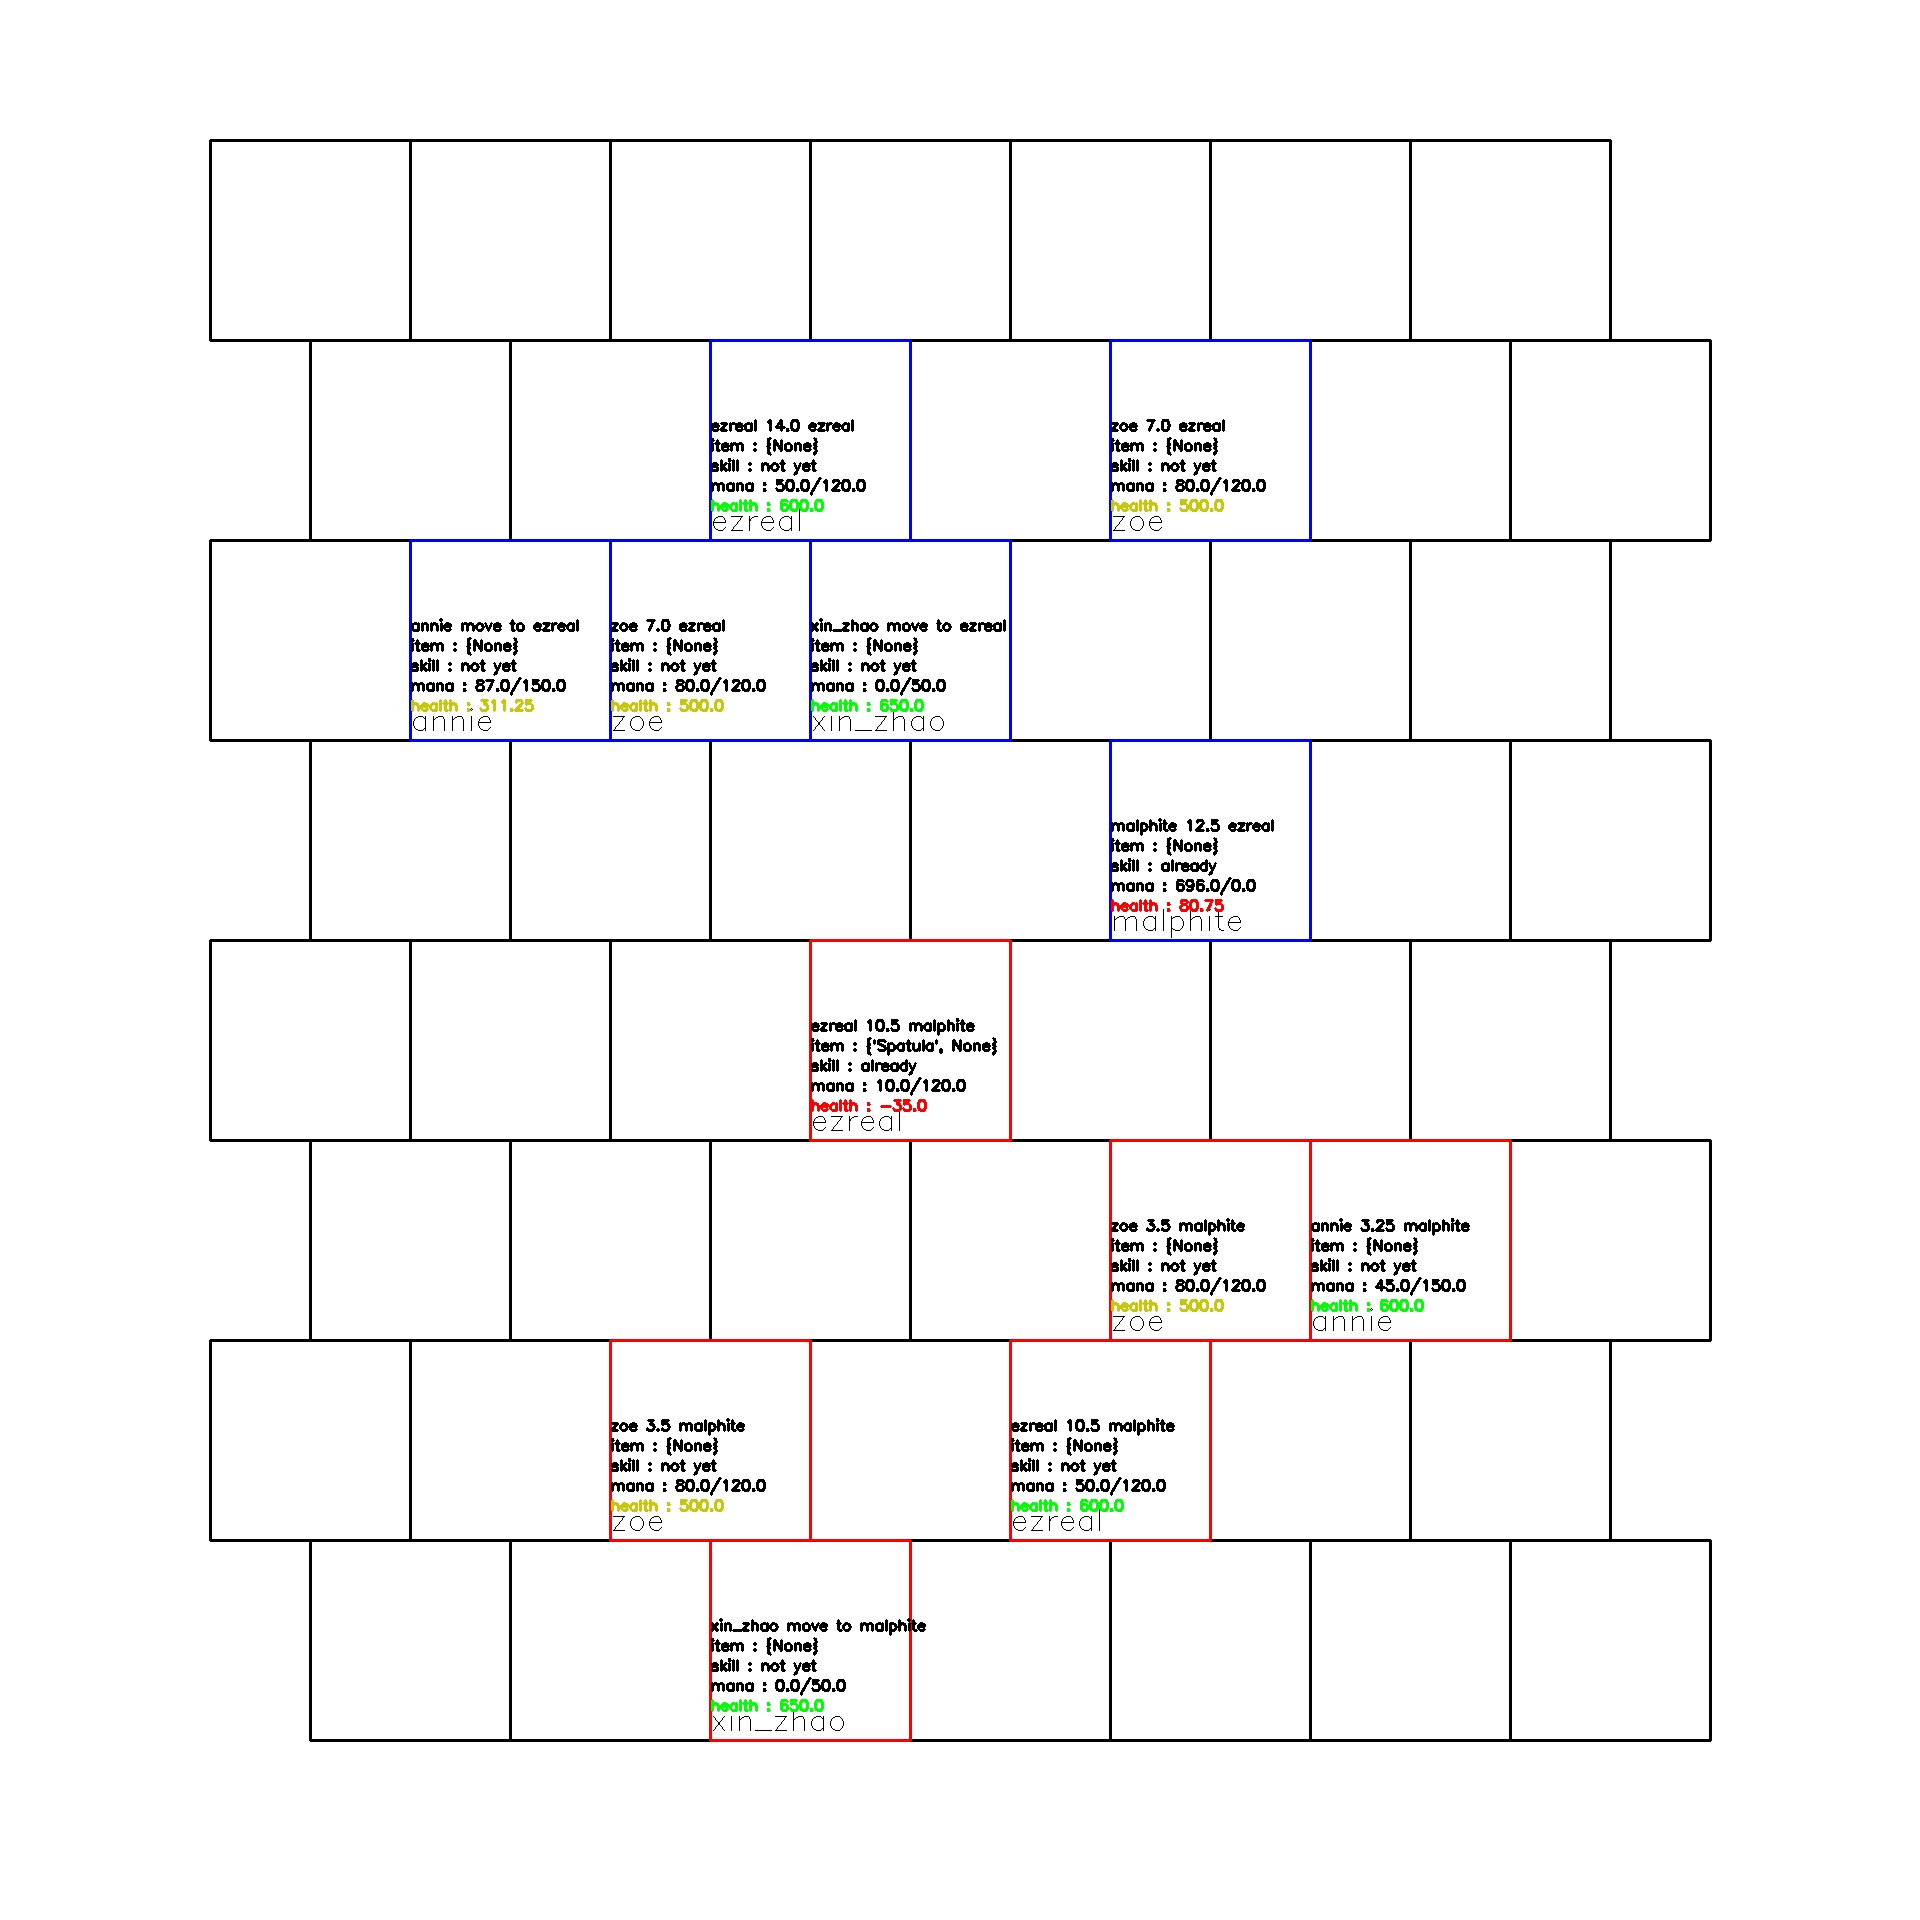 ezreal 14.0 ezreal
item : {None}
skill : not yet
mana : 50.0/120.0
health : 600.0
ezreal
zoe 7.0 ezreal
item : {None}
skill : not yet
mana : 80.0/120.0
health : 500.0
zoe
annie move to ezreal
item : {None}
skill : not yet
mana : 87.0/150.0
health : 311.25
annie
zoe 7.0 ezreal
item : {None}
skill : not yet
mana : 80.0/120.0
health : 500.0
zoe
xin_zhao move to ezreal
item : {None}
skill : not yet
mana : 0.0/50.0
health : 650.0
xin_zhao
malphite 12.5 ezreal
item : {None}
skill : already
mana : 696.0/0.0
health : 80.75
malphite
ezreal 10.5 malphite
item : {'Spatula', None}
skill : already
mana : 10.0/120.0
health : -35.0
ezreal
zoe 3.5 malphite
item : {None}
skill : not yet
mana : 80.0/120.0
health : 500.0
zoe
annie 3.25 malphite
item : {None}
skill : not yet
mana : 45.0/150.0
health : 600.0
annie
zoe 3.5 malphite
item : {None}
skill : not yet
mana : 80.0/120.0
health : 500.0
zoe
ezreal 10.5 malphite
item : {None}
skill : not yet
mana : 50.0/120.0
health : 600.0
ezreal
xin_zhao move to malphite
item : {None}
skill : not yet
mana : 0.0/50.0
health : 650.0
xin_zhao